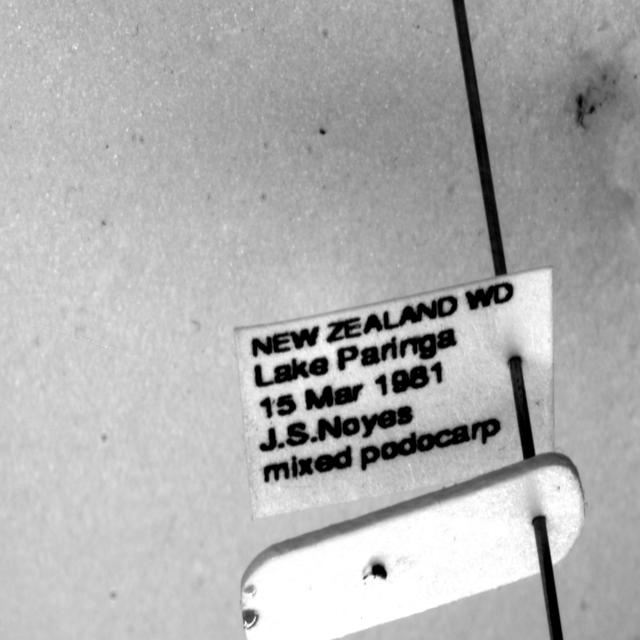 NEW ZEALAND WD
Lake Paringa
15 Mar 1981
J.S.Noyes
mixed podocarp